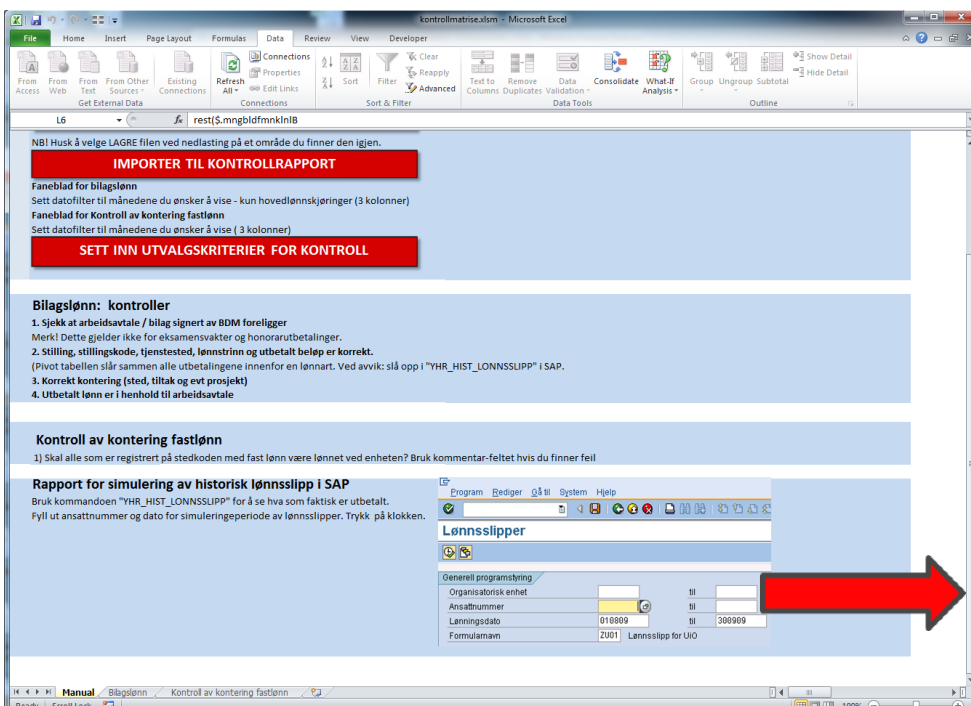 kontrollmatrise.xlsm - Microsoft Excel
File Home Insert Page Layout Formulas Data Review View Developer
From Access
From Web
From Text
From Other Sources
Existing Connections
Get External Data
Refresh All
Connections
Properties
Edit Links
Connections
Sort
Filter
Clear
Reapply
Advanced
Sort & Filter
Text to Columns
Remove Duplicates
Data Validation
Consolidate
What-If Analysis
Data Tools
Group
Ungroup
Subtotal
Show Detail
Hide Detail
Outline
L6 fx rest($.mngbldfmnklnlB
NB! Husk å velge LAGRE filen ved nedlasting på et område du finner den igjen.
IMPORTER TIL KONTROLLRAPPORT
Faneblad for bilagslønn
Sett datofilter til månedene du ønsker å vise - kun hovedlønnskjøringer (3 kolonner)
Faneblad for Kontroll av kontering fastlønn
Sett datofilter til månedene du ønsker å vise ( 3 kolonner)
SETT INN UTVALGSKRITERIER FOR KONTROLL
Bilagslønn: kontroller
1. Sjekk at arbeidsavtale / bilag signert av BDM foreligger
Merk! Dette gjelder ikke for eksamensvakter og honorarutbetalinger.
2. Stilling, stillingskode, tjenstested, lønnstrinn og utbetalt beløp er korrekt.
(Pivot tabellen slår sammen alle utbetalingene innenfor en lønnart. Ved avvik: slå opp i "YHR_HIST_LONNSSLIPP" i SAP.
3. Korrekt kontering (sted, tiltak og evt prosjekt)
4. Utbetalt lønn er i henhold til arbeidsavtale
Kontroll av kontering fastlønn
1) Skal alle som er registrert på stedkoden med fast lønn være lønnet ved enheten? Bruk kommentar-feltet hvis du finner feil
Rapport for simulering av historisk lønnsslipp i SAP
Bruk kommandoen "YHR_HIST_LONNSSLIPP" for å se hva som faktisk er utbetalt.
Fyll ut ansattnummer og dato for simuleringeperiode av lønnsslipper. Trykk på klokken.
Program Rediger Gå til System Hjelp
Lønnsslipper
Generell programstyring
Organisatorisk enhet til
Ansattnummer til
Lønningsdato 010809 til 300909
Formularnavn ZU01 Lønnsslipp for UiO
Manual Bilagslønn Kontroll av kontering fastlønn
Ready Scroll Lock 100%